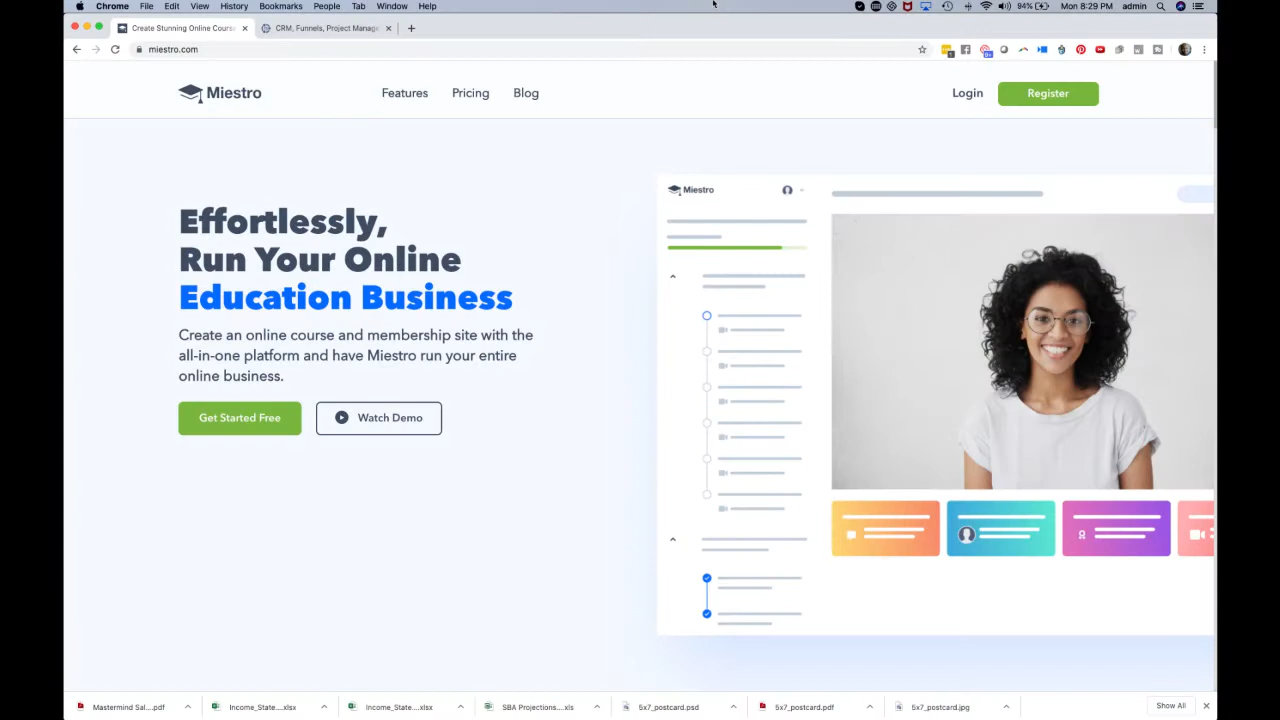 Chrome File Edit View History Bookmarks People Tab Window Help
94% Mon 8:29 PM admin
Create Stunning Online Cours
CRM, Funnels, Project Manage
miestro.com
Miestro
Features Pricing Blog
Login Register
Effortlessly,
Run Your Online
Education Business
Create an online course and membership site with the
all-in-one platform and have Miestro run your entire
online business.
Get Started Free Watch Demo
Miestro
Mastermind Sal....pdf Income_State....xlsx Income_State....xlsx SBA Projections....xls 5x7_postcard.psd 5x7_postcard.pdf 5x7_postcard.jpg Show All